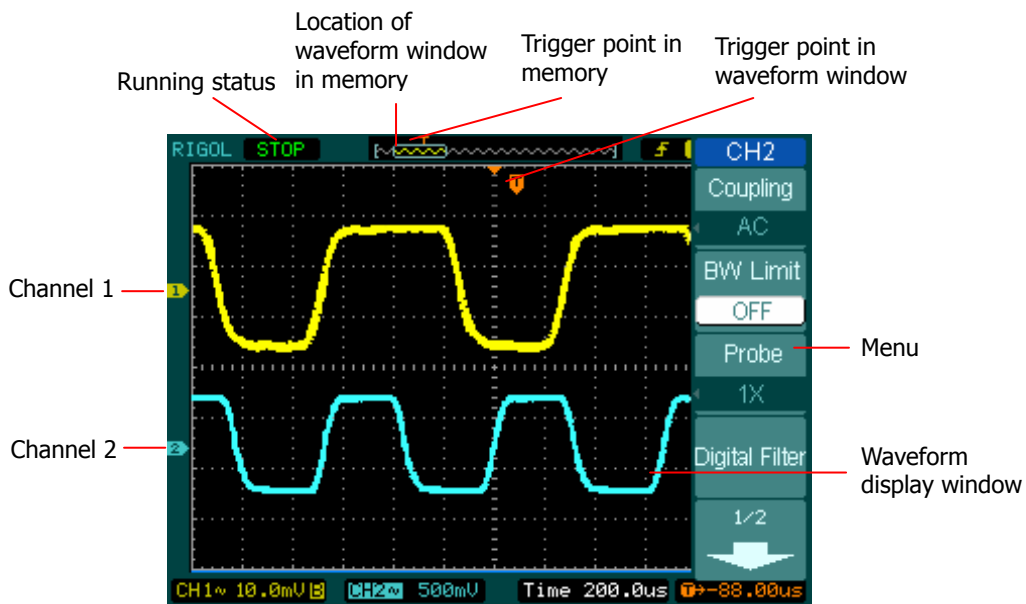 Location of
waveform window
in memory
Trigger point in
memory
Trigger point in
waveform window
Running status
RIGOL STOP T CH2
T
Coupling
AC
BW Limit
OFF
Channel 1
1
Probe
Menu
1X
Channel 2
2
Digital Filter
Waveform
display window
1/2
CH1~ 10.0mV B CH2~ 500mV Time 200.0us T→-88.00us